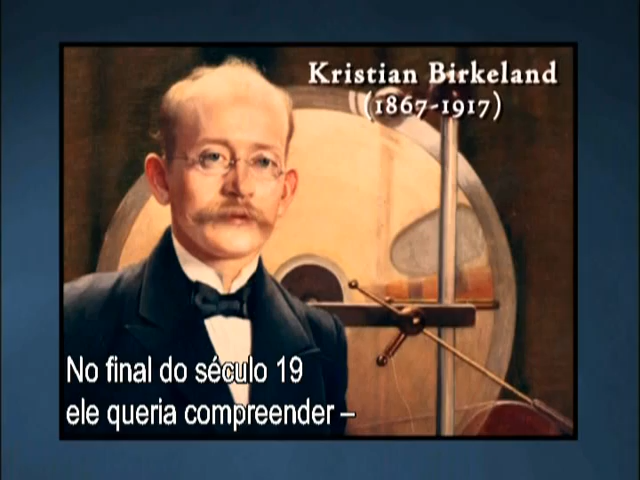 Kristian Birkeland
(1867-1917)
No final do século 19
ele queria compreender –